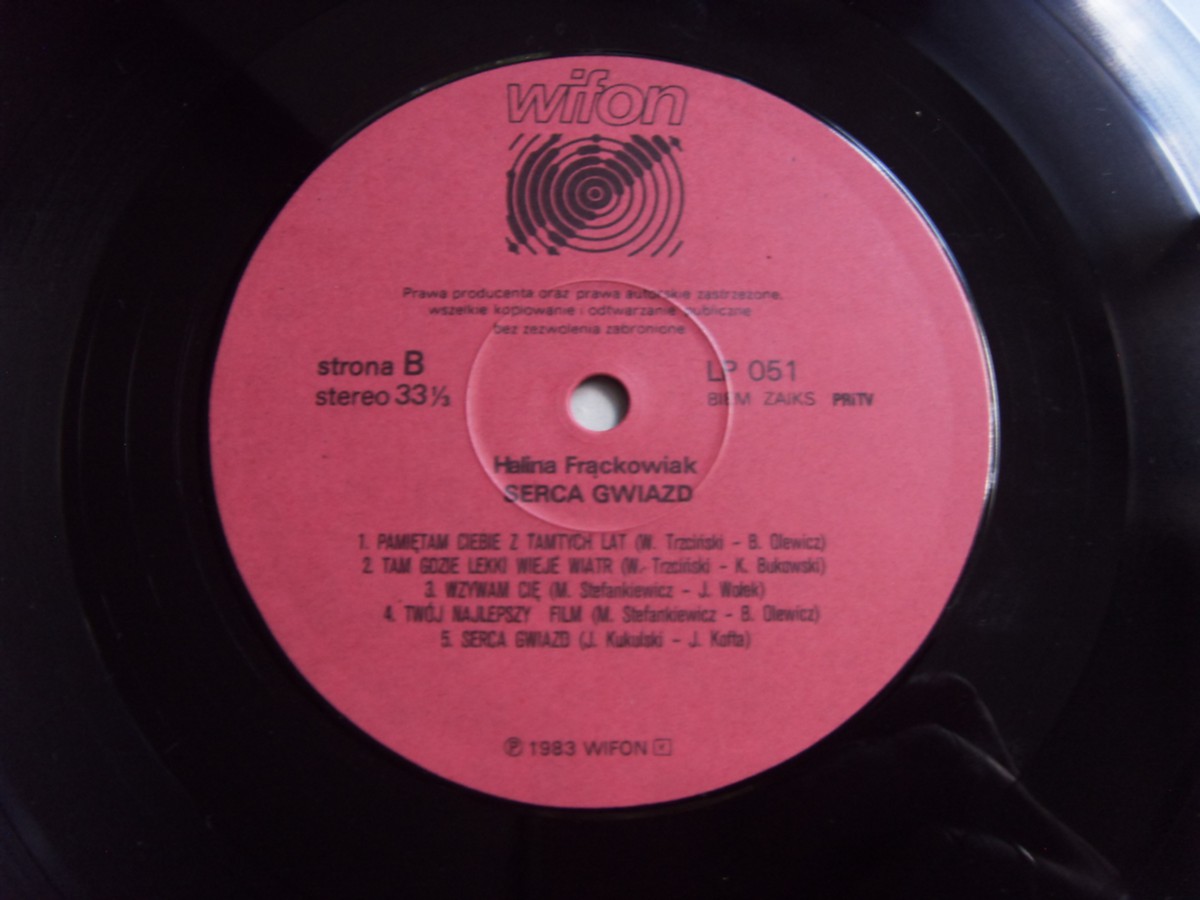 wifon
Prawa producenta oraz prawa autorskie zastrzeżone,
wszelkie kopiowanie i odtwarzanie publiczne
bez zezwolenia zabronione
strona B
stereo 33 ⅓
LP 051
BIEM ZAIKS PRiTV
Halina Frąckowiak
SERCA GWIAZD
1. PAMIĘTAM CIEBIE Z TAMTYCH LAT (W. Trzciński - B. Olewicz)
2. TAM GDZIE LEKKI WIEJE WIATR (W. Trzciński - K. Bukowski)
3. WZYWAM CIĘ (M. Stefankiewicz - J. Wołek)
4. TWÓJ NAJLEPSZY FILM (M. Stefankiewicz - B. Olewicz)
5. SERCA GWIAZD (J. Kukulski - J. Kofta)
℗ 1983 WIFON